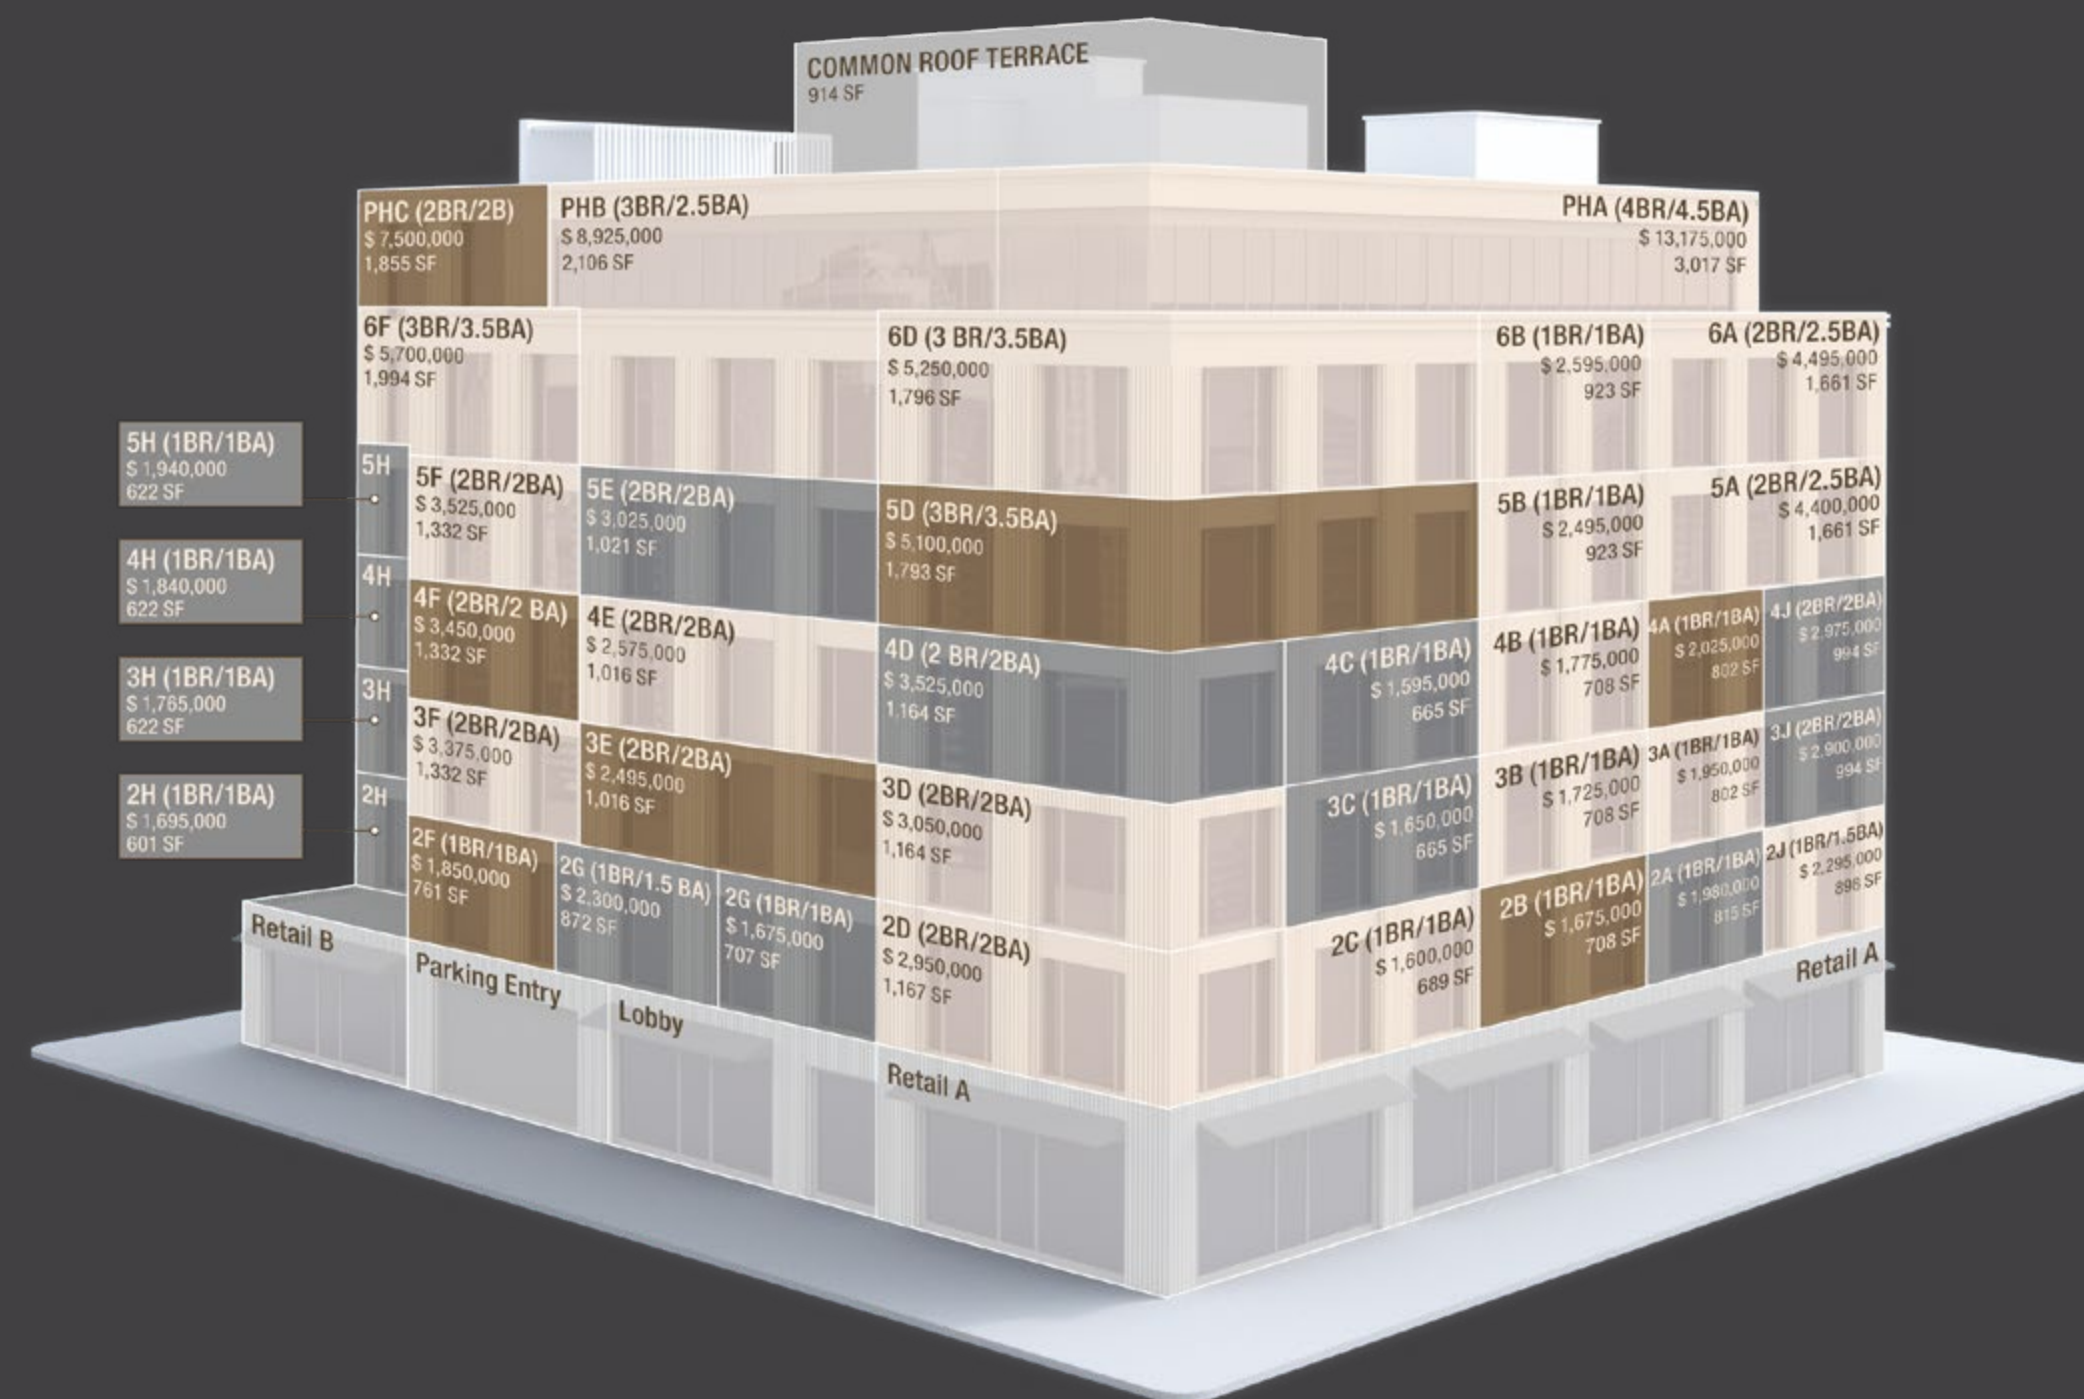 COMMON ROOF TERRACE
914 SF
PHC (2BR/2B)
$ 7,500,000
1,855 SF
PHB (3BR/2.5BA)
$ 8,925,000
2,106 SF
PHA (4BR/4.5BA)
$ 13,175,000
3,017 SF
6F (3BR/3.5BA)
$ 5,700,000
1,994 SF
6D (3 BR/3.5BA)
$ 5,250,000
1,796 SF
6B (1BR/1BA)
$ 2,595,000
923 SF
6A (2BR/2.5BA)
$ 4,495,000
1,661 SF
5H (1BR/1BA)
$ 1,940,000
622 SF
5H
5F (2BR/2BA)
$ 3,525,000
1,332 SF
5E (2BR/2BA)
$ 3,025,000
1,021 SF
5D (3BR/3.5BA)
$ 5,100,000
1,793 SF
5B (1BR/1BA)
$ 2,495,000
923 SF
5A (2BR/2.5BA)
$ 4,400,000
1,661 SF
4H (1BR/1BA)
$ 1,840,000
622 SF
4H
4F (2BR/2 BA)
$ 3,450,000
1,332 SF
4E (2BR/2BA)
$ 2,575,000
1,016 SF
4D (2 BR/2BA)
$ 3,525,000
1,164 SF
4C (1BR/1BA)
$ 1,595,000
665 SF
4B (1BR/1BA)
$ 1,775,000
708 SF
4A (1BR/1BA)
$ 2,025,000
802 SF
4J (2BR/2BA)
$ 2,975,000
994 SF
3H (1BR/1BA)
$ 1,765,000
622 SF
3H
3F (2BR/2BA)
$ 3,375,000
1,332 SF
3E (2BR/2BA)
$ 2,495,000
1,016 SF
3D (2BR/2BA)
$ 3,050,000
1,164 SF
3C (1BR/1BA)
$ 1,650,000
665 SF
3B (1BR/1BA)
$ 1,725,000
708 SF
3A (1BR/1BA)
$ 1,950,000
802 SF
3J (2BR/2BA)
$ 2,900,000
994 SF
2H (1BR/1BA)
$ 1,695,000
601 SF
2H
2F (1BR/1BA)
$ 1,850,000
761 SF
2G (1BR/1.5 BA)
$ 2,300,000
872 SF
2G (1BR/1BA)
$ 1,675,000
707 SF
2D (2BR/2BA)
$ 2,950,000
1,167 SF
2C (1BR/1BA)
$ 1,600,000
689 SF
2B (1BR/1BA)
$ 1,675,000
708 SF
2A (1BR/1BA)
$ 1,980,000
815 SF
2J (1BR/1.5BA)
$ 2,295,000
898 SF
Retail B
Parking Entry
Lobby
Retail A
Retail A